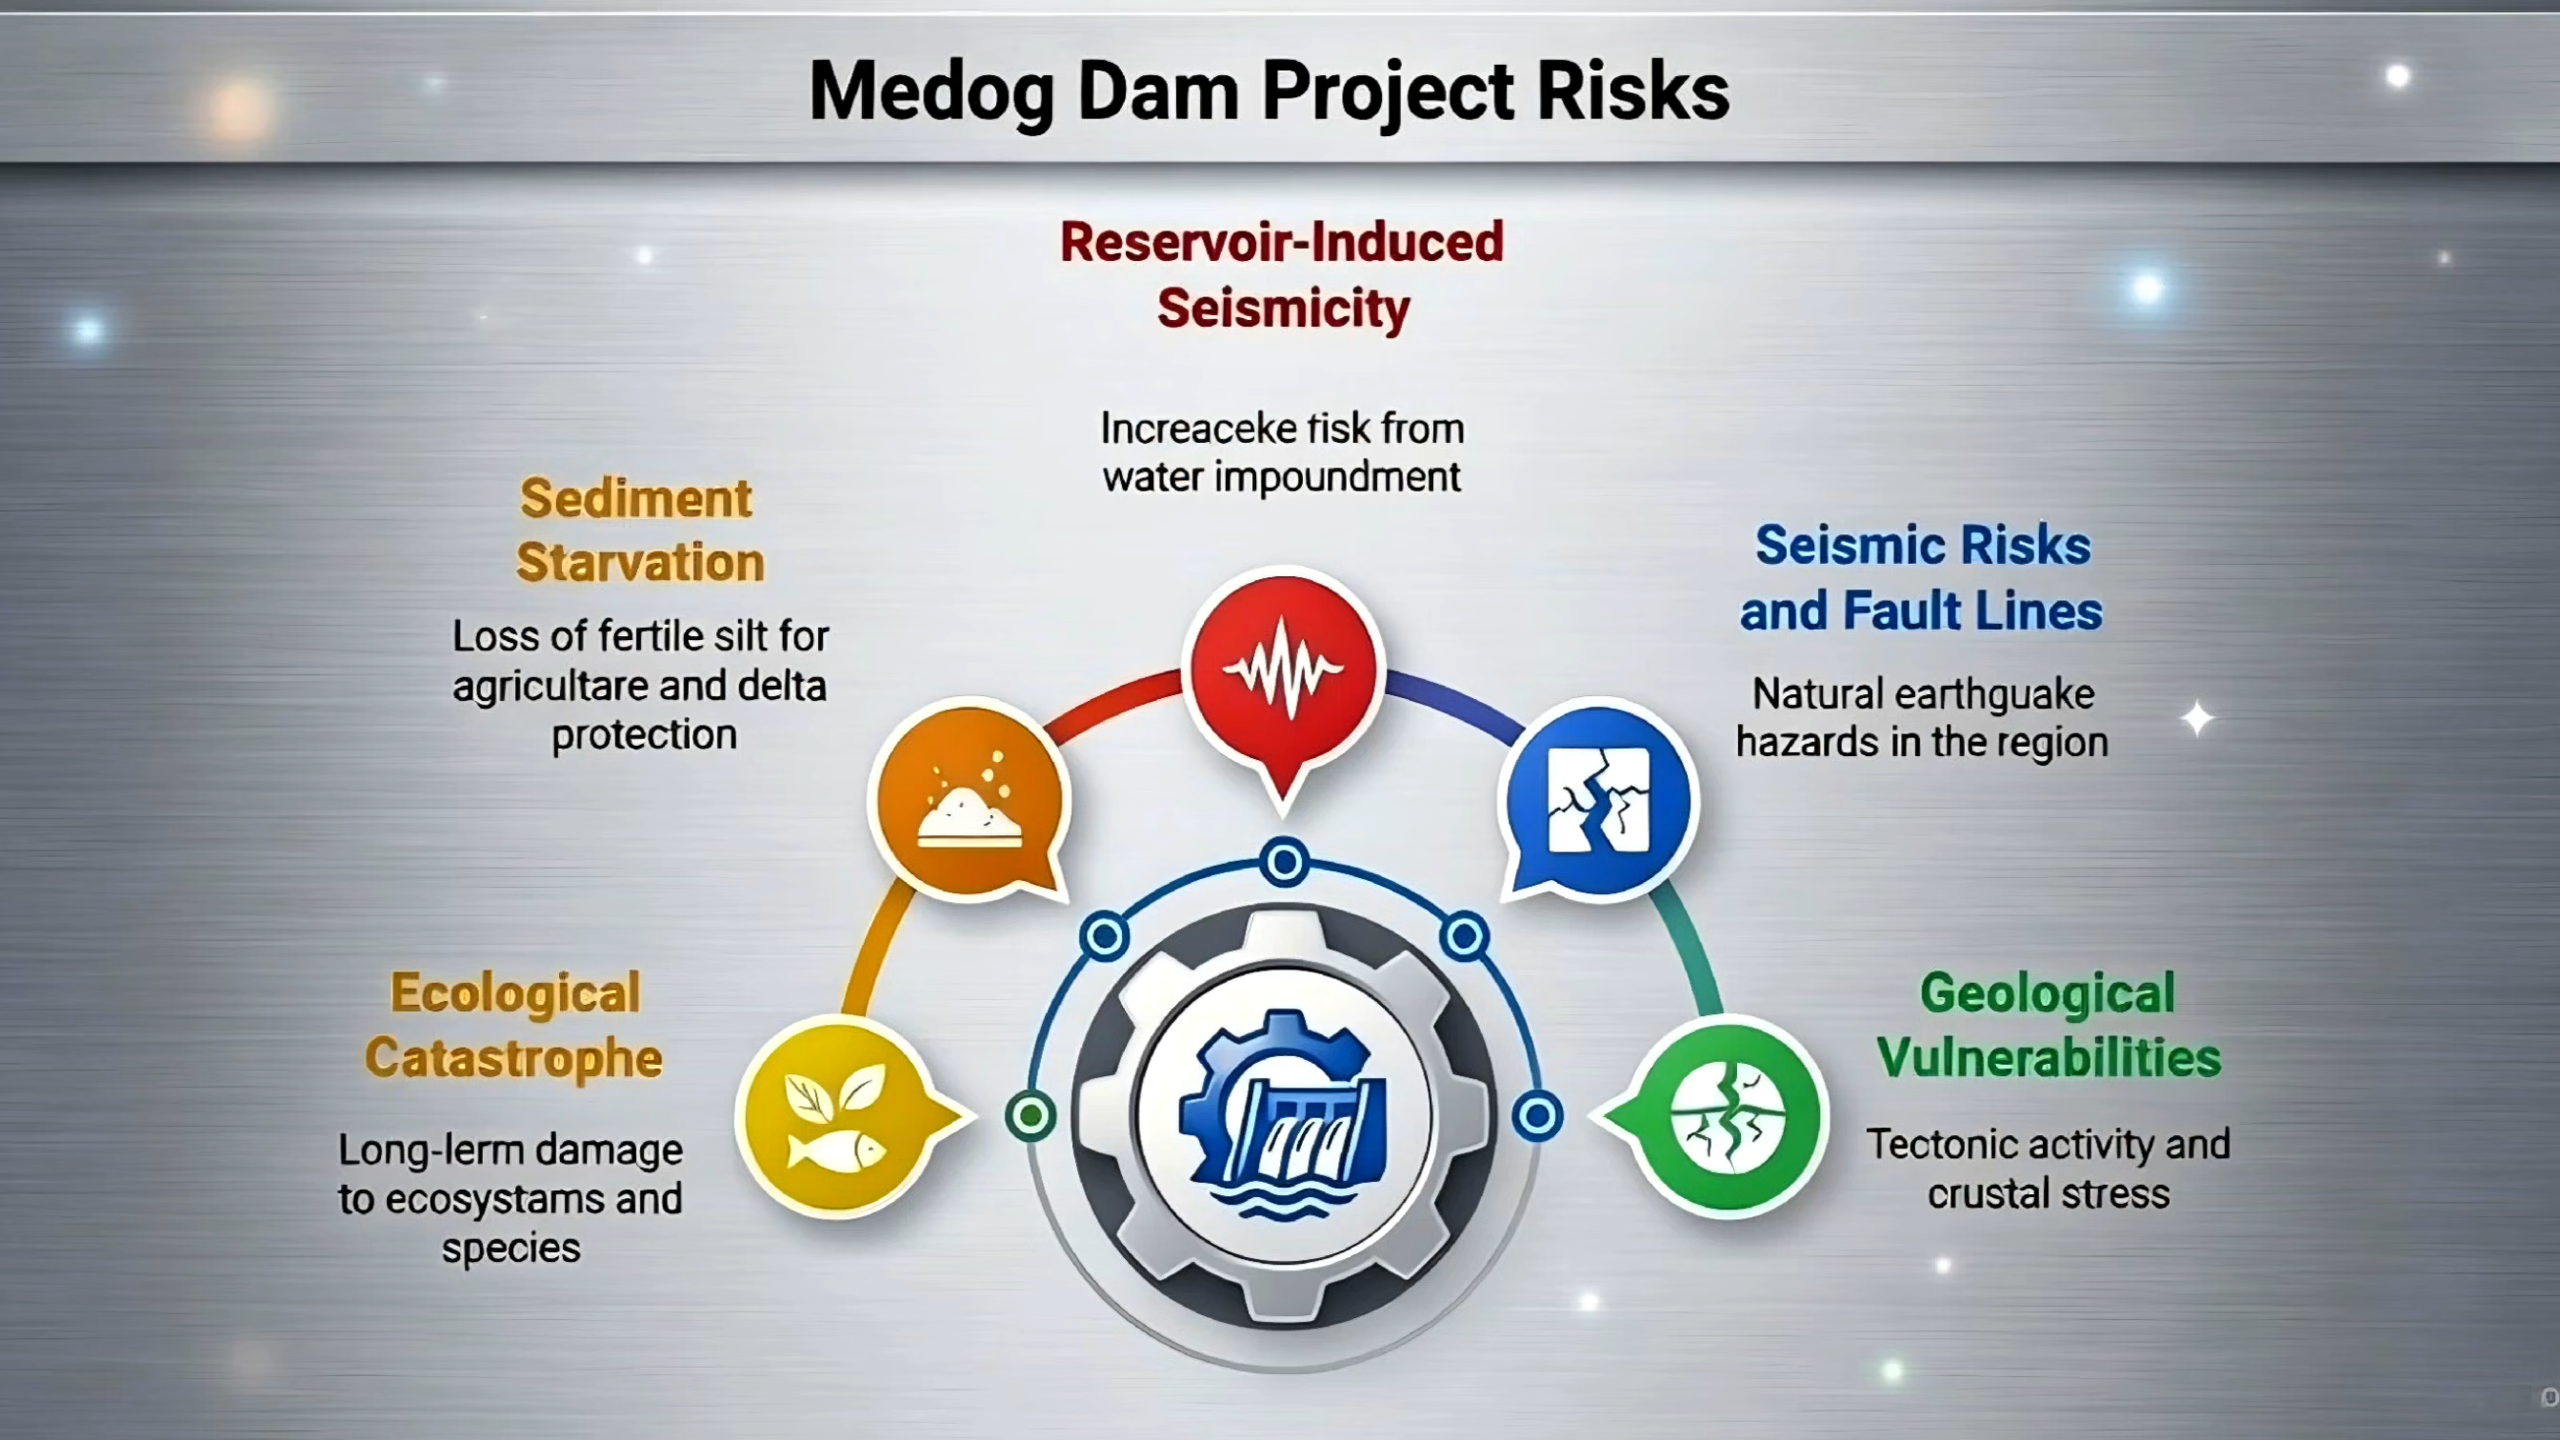 Medog Dam Project Risks
Reservoir-Induced
Seismicity
Increaceke fisk from
water impoundment
Sediment
Starvation
Loss of fertile silt for
agricultare and delta
protection
Seismic Risks
and Fault Lines
Natural earthguake
hazards in the region
Ecological
Catastrophe
Long-lerm damage
to ecosystams and
species
Geological
Vulnerabilities
Tectonic activity and
crustal stress